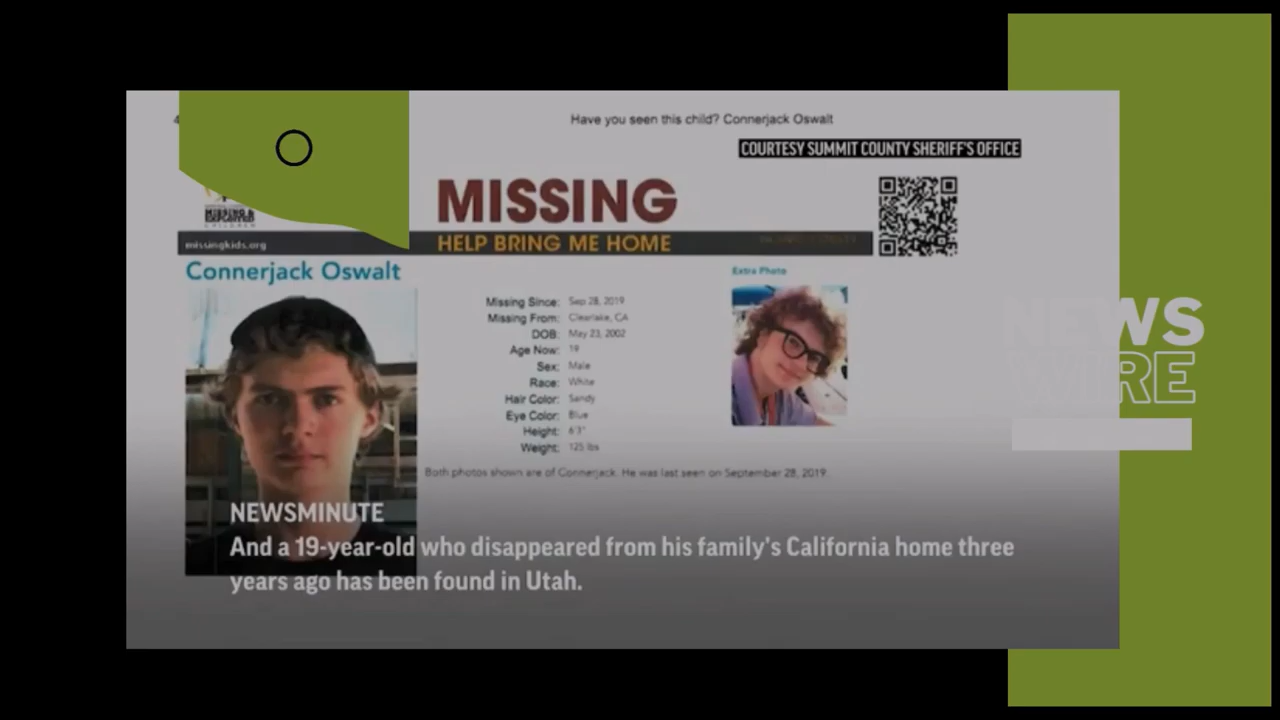 Have you seen this child? Connerjack Oswalt
COURTESY SUMMIT COUNTY SHERIFF'S OFFICE
MISSING
MISSING &
EXPLOITED
CHILDREN
missingkids.org
HELP BRING ME HOME
Connerjack Oswalt
Extra Photo
Missing Since: Sep 28, 2019
Missing From: Clearlake, CA
DOB: May 23, 2002
Age Now: 19
Sex: Male
Race: White
Hair Color: Sandy
Eye Color: Blue
Height: 6'3"
Weight: 125 lbs
Both photos shown are of Connerjack. He was last seen on September 28, 2019.
NEWS
WIRE
NEWSMINUTE
And a 19-year-old who disappeared from his family's California home three
years ago has been found in Utah.